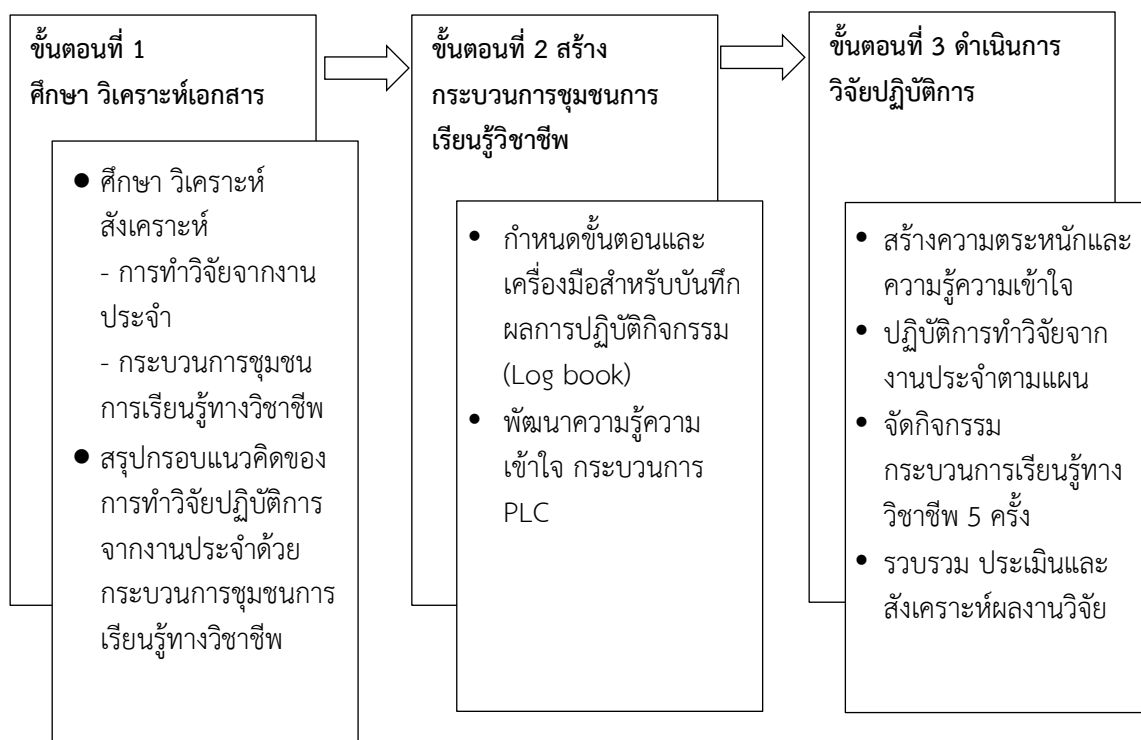 ขั้นตอนที่ 1
ศึกษา วิเคราะห์เอกสาร
● ศึกษา วิเคราะห์
สังเคราะห์
- การทำวิจัยจากงาน
ประจำ
- กระบวนการชุมชน
การเรียนรู้ทางวิชาชีพ
● สรุปกรอบแนวคิดของ
การทำวิจัยปฏิบัติการ
จากงานประจำด้วย
กระบวนการชุมชนการ
เรียนรู้ทางวิชาชีพ
ขั้นตอนที่ 2 สร้าง
กระบวนการชุมชนการ
เรียนรู้วิชาชีพ
• กำหนดขั้นตอนและ
เครื่องมือสำหรับบันทึก
ผลการปฏิบัติกิจกรรม
(Log book)
• พัฒนาความรู้ความ
เข้าใจ กระบวนการ
PLC
ขั้นตอนที่ 3 ดำเนินการ
วิจัยปฏิบัติการ
• สร้างความตระหนักและ
ความรู้ความเข้าใจ
• ปฏิบัติการทำวิจัยจาก
งานประจำตามแผน
• จัดกิจกรรม
กระบวนการเรียนรู้ทาง
วิชาชีพ 5 ครั้ง
• รวบรวม ประเมินและ
สังเคราะห์ผลงานวิจัย